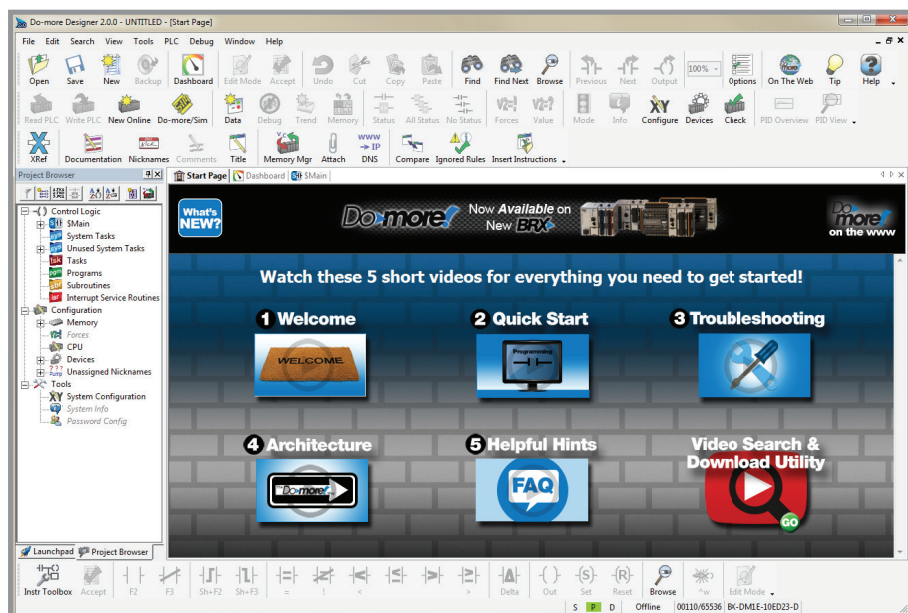 Do-more Designer 2.0.0 - UNTITLED - [Start Page]
File Edit Search View Tools PLC Debug Window Help
Open Save New Backup Dashboard Edit Mode Accept Undo Cut Copy Paste Find Find Next Browse Previous Next Output 100% Options On The Web Tip Help
Read PLC Write PLC New Online Do-more/Sim Data Debug Trend Memory Status All Status No Status Forces Value Mode Info Configure Devices Check PID Overview PID View
XRef Documentation Nicknames Comments Title Memory Mgr Attach DNS Compare Ignored Rules Insert Instructions
Project Browser
Start Page Dashboard $Main
Control Logic
$Main
System Tasks
Unused System Tasks
Tasks
Programs
Subroutines
Interrupt Service Routines
Configuration
Memory
Forces
CPU
Devices
Unassigned Nicknames
Tools
System Configuration
System Info
Password Config
Launchpad Project Browser
What's
NEW?
Do-more!
Now Available on
New BRX
Do-more
on the www
Watch these 5 short videos for everything you need to get started!
1 Welcome
WELCOME
2 Quick Start
Programming
3 Troubleshooting
4 Architecture
Do-more!
5 Helpful Hints
FAQ
Video Search &
Download Utility
GO
Instr Toolbox Accept F2 F3 Sh+F2 Sh+F3 = ! < > Delta Out Set Reset Browse ^w Edit Mode
S P D Offline 00110/65536 BX-DM1E-10ED23-D